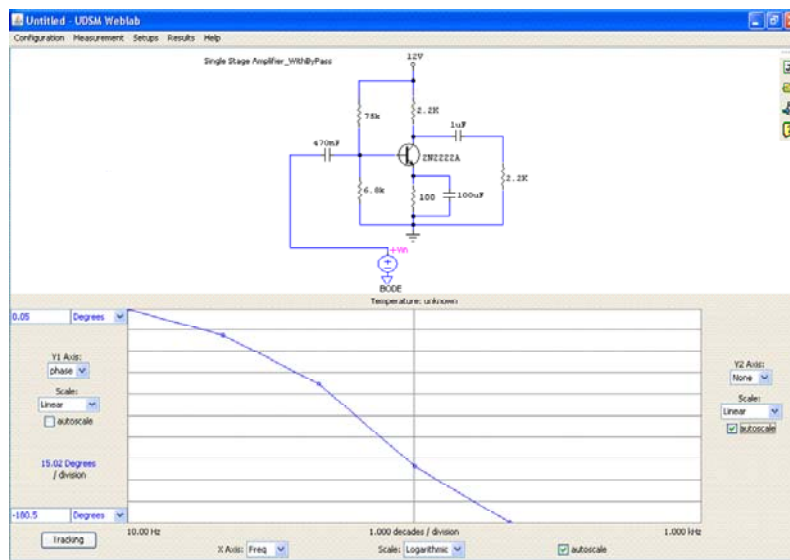 Untitled - UDSM Weblab
Configuration Measurement Setups Results Help
Single Stage Amplifier_WithByPass
12V
75k
2.2K
1uF
470nF
2N2222A
6.8k
2.2K
100
100uF
+Vin
BODE
Temperature: unknown
0.05 Degrees
Y1 Axis:
phase
Scale:
Linear
autoscale
15.02 Degrees
/ division
-180.5 Degrees
Tracking
Y2 Axis:
None
Scale:
Linear
autoscale
10.00 Hz 1.000 decades / division 1.000 kHz
X Axis: Freq Scale: Logarithmic autoscale